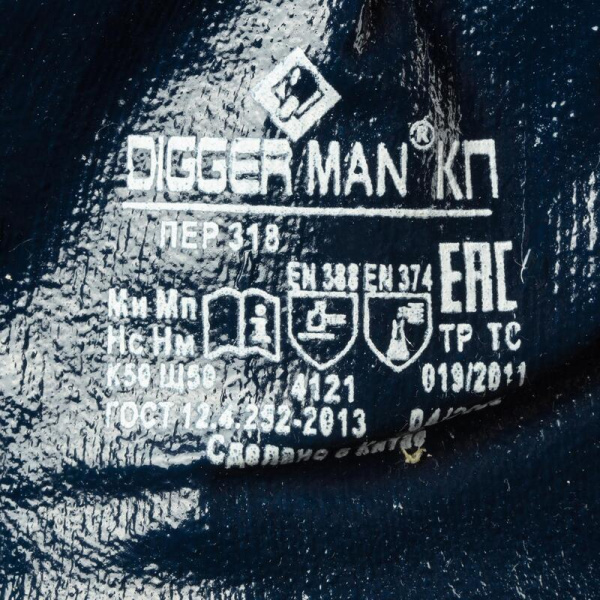 DIGGER MAN® КП
ПЕР 318
EN 388 EN 374 EAC
Ми Мп
Нс Нм ТР ТС
К50 Щ50 4121 019/2011
ГОСТ 12.4.252-2013
Сделано в Китае